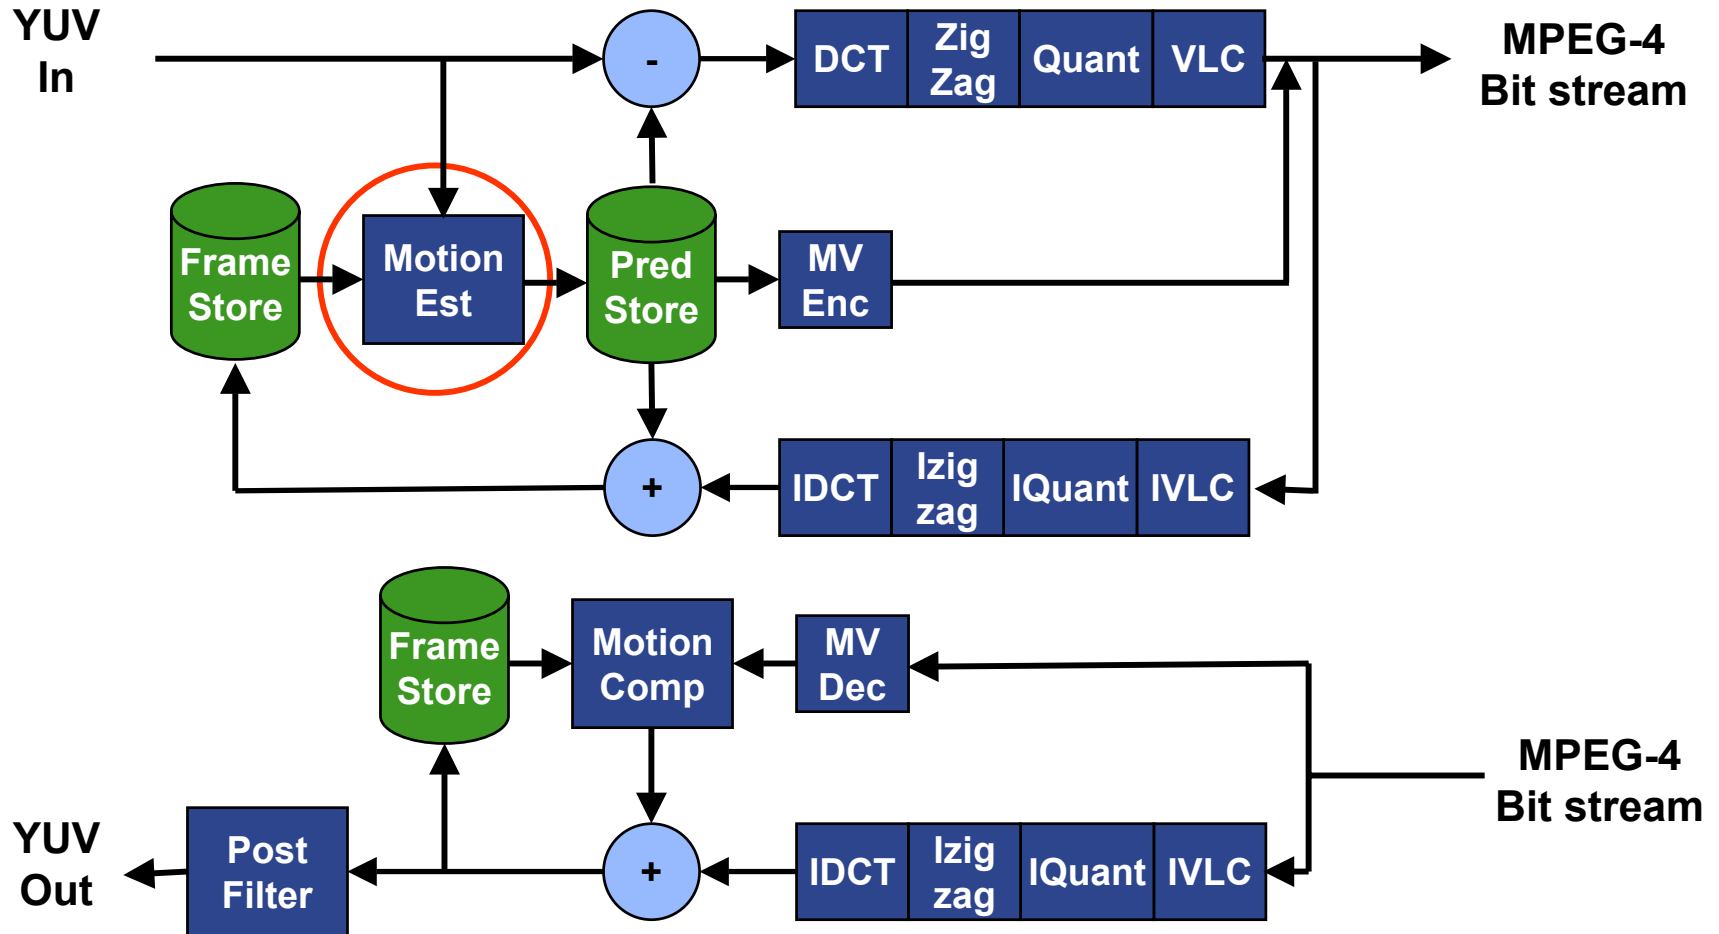 YUV
In
-
DCT
Zig
Zag
Quant
VLC
MPEG-4
Bit stream
Frame
Store
Motion
Est
Pred
Store
MV
Enc
+
IDCT
Izig
zag
IQuant
IVLC
Frame
Store
Motion
Comp
MV
Dec
MPEG-4
Bit stream
YUV
Out
Post
Filter
+
IDCT
Izig
zag
IQuant
IVLC